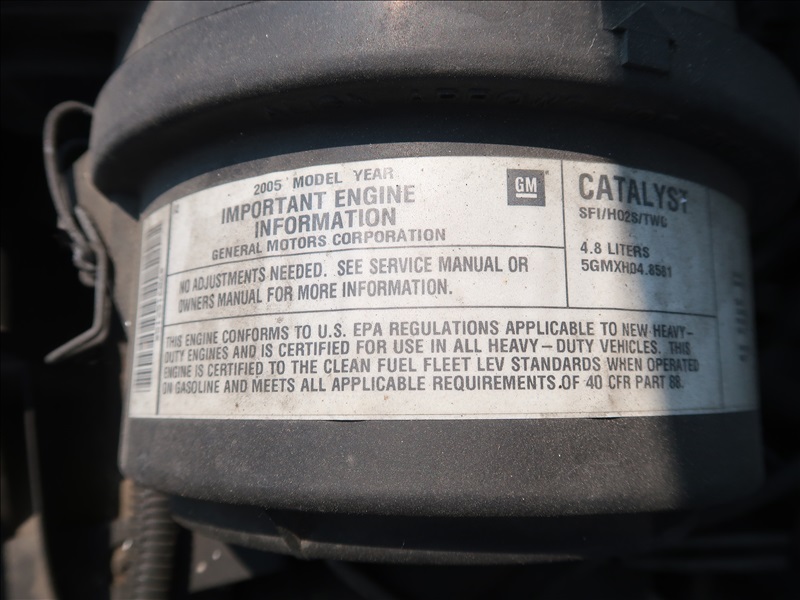 2005 MODEL YEAR
IMPORTANT ENGINE
INFORMATION
GENERAL MOTORS CORPORATION
GM
CATALYST
SFI/HO2S/TWC
4.8 LITERS
NO ADJUSTMENTS NEEDED. SEE SERVICE MANUAL OR
OWNERS MANUAL FOR MORE INFORMATION.
THIS ENGINE CONFORMS TO U.S. EPA REGULATIONS APPLICABLE TO NEW HEAVY-
DUTY ENGINES AND IS CERTIFIED FOR USE IN ALL HEAVY-DUTY VEHICLES. THIS
ENGINE IS CERTIFIED TO THE CLEAN FUEL FLEET LEV STANDARDS WHEN OPERATED
ON GASOLINE AND MEETS ALL APPLICABLE REQUIREMENTS.OF 40 CFR PART 88.